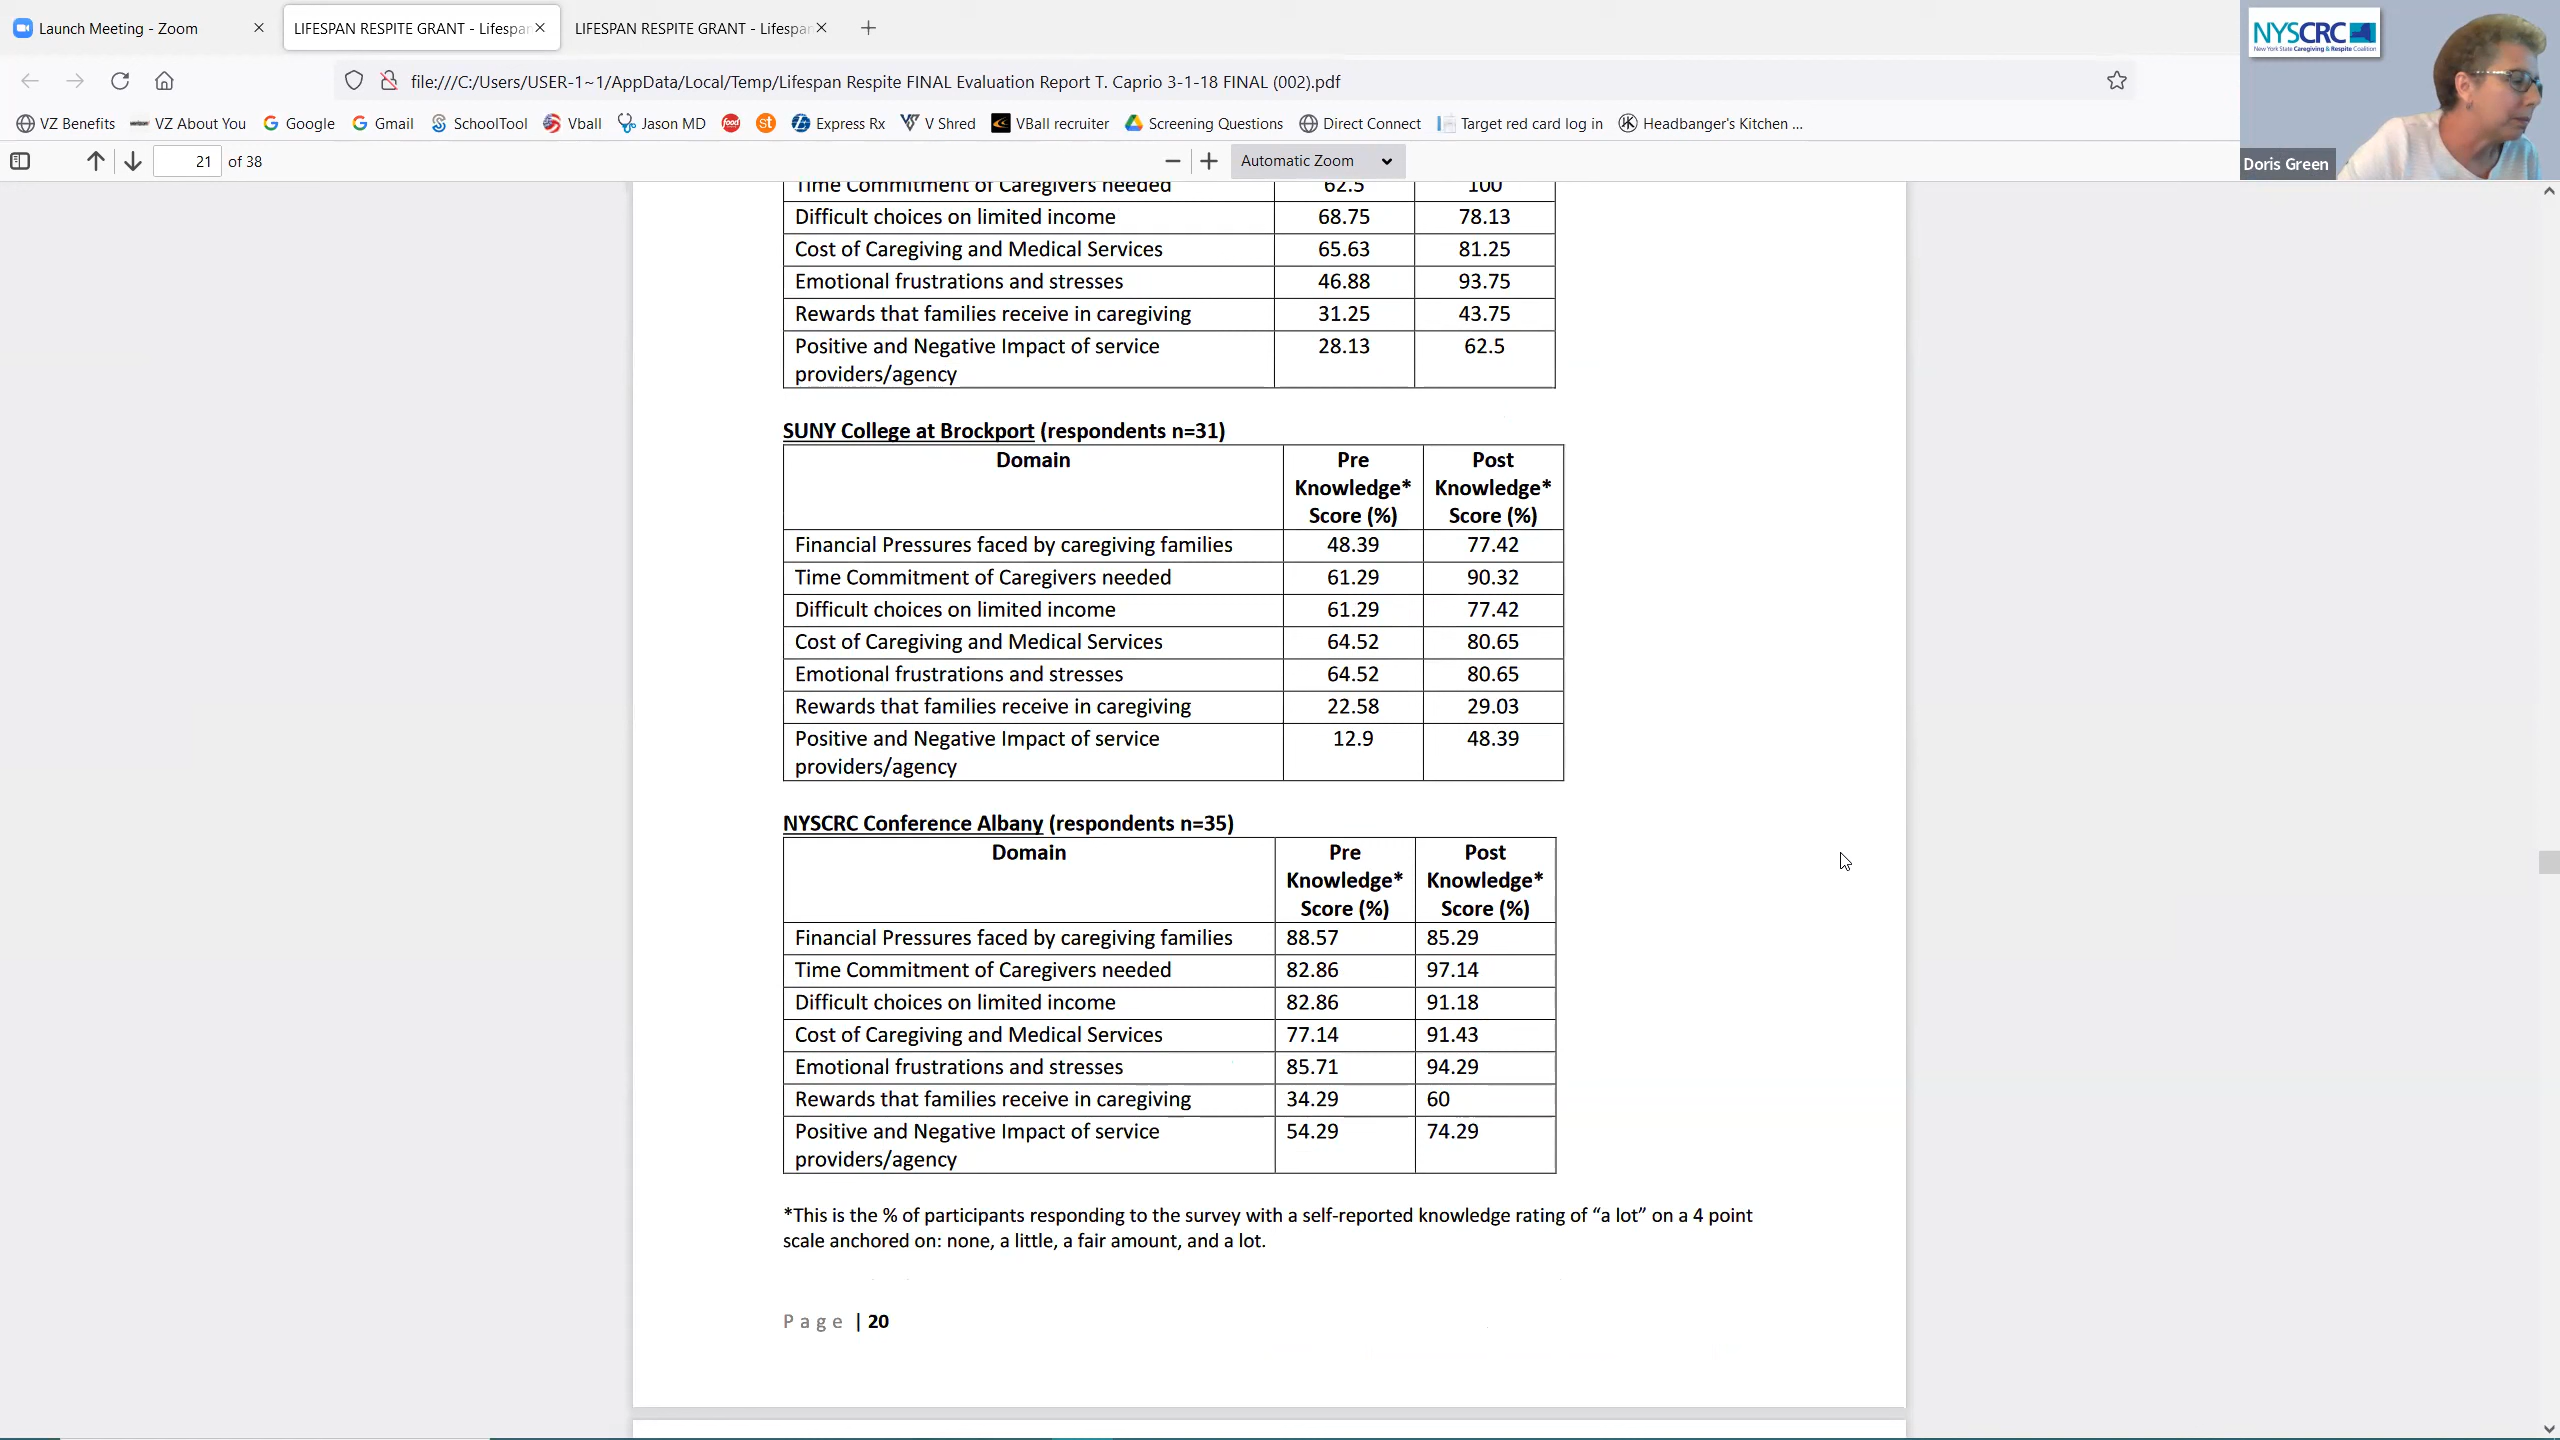 Launch Meeting - Zoom
LIFESPAN RESPITE GRANT - Lifespan
LIFESPAN RESPITE GRANT - Lifespan
NYSCRC
New York State Caregiving & Respite Coalition
Doris Green
file:///C:/Users/USER-1~1/AppData/Local/Temp/Lifespan Respite FINAL Evaluation Report T. Caprio 3-1-18 FINAL (002).pdf
VZ Benefits VZ About You Google Gmail SchoolTool Vball Jason MD food st Express Rx V Shred VBall recruiter Screening Questions Direct Connect Target red card log in Headbanger's Kitchen ...
21 of 38
Automatic Zoom
Time Commitment of Caregivers needed 62.5 100
Difficult choices on limited income 68.75 78.13
Cost of Caregiving and Medical Services 65.63 81.25
Emotional frustrations and stresses 46.88 93.75
Rewards that families receive in caregiving 31.25 43.75
Positive and Negative Impact of service 28.13 62.5
providers/agency
SUNY College at Brockport (respondents n=31)
Domain Pre Post
Knowledge* Knowledge*
Score (%) Score (%)
Financial Pressures faced by caregiving families 48.39 77.42
Time Commitment of Caregivers needed 61.29 90.32
Difficult choices on limited income 61.29 77.42
Cost of Caregiving and Medical Services 64.52 80.65
Emotional frustrations and stresses 64.52 80.65
Rewards that families receive in caregiving 22.58 29.03
Positive and Negative Impact of service 12.9 48.39
providers/agency
NYSCRC Conference Albany (respondents n=35)
Domain Pre Post
Knowledge* Knowledge*
Score (%) Score (%)
Financial Pressures faced by caregiving families 88.57 85.29
Time Commitment of Caregivers needed 82.86 97.14
Difficult choices on limited income 82.86 91.18
Cost of Caregiving and Medical Services 77.14 91.43
Emotional frustrations and stresses 85.71 94.29
Rewards that families receive in caregiving 34.29 60
Positive and Negative Impact of service 54.29 74.29
providers/agency
*This is the % of participants responding to the survey with a self-reported knowledge rating of “a lot” on a 4 point
scale anchored on: none, a little, a fair amount, and a lot.
Page | 20